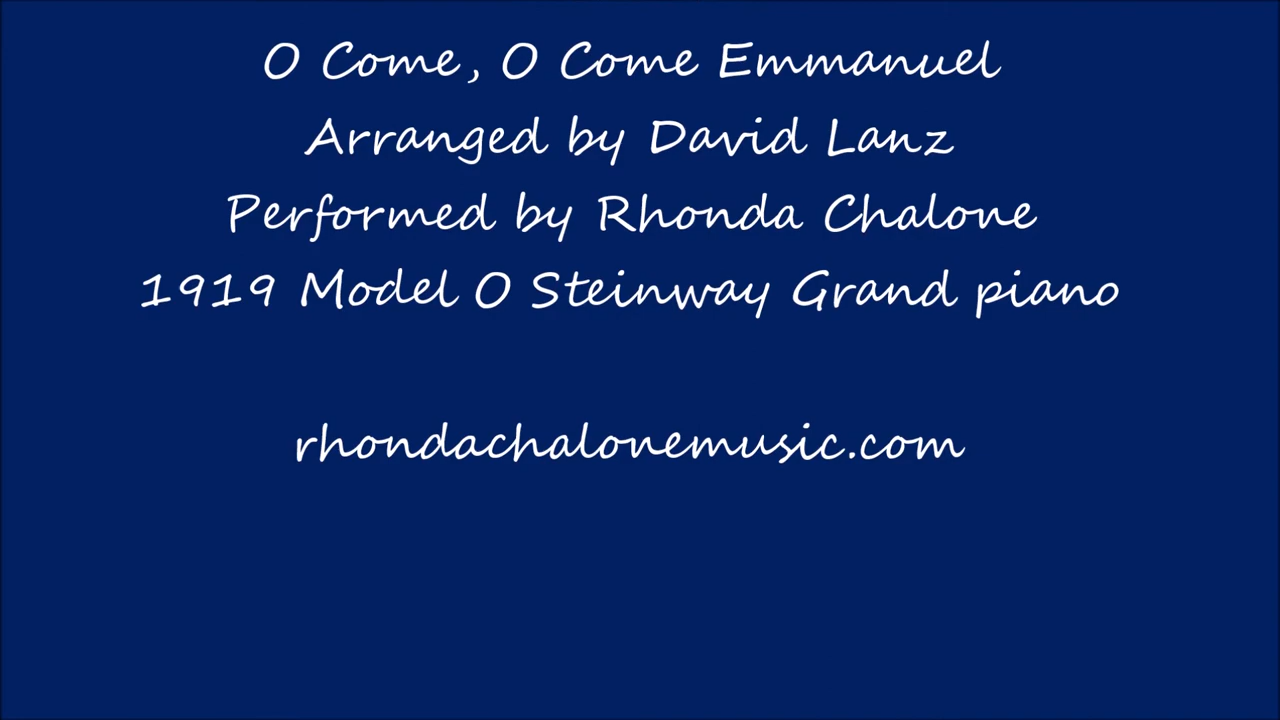 O Come, O Come Emmanuel
Arranged by David Lanz
Performed by Rhonda Chalone
1919 Model O Steinway Grand piano
rhondachalonemusic.com